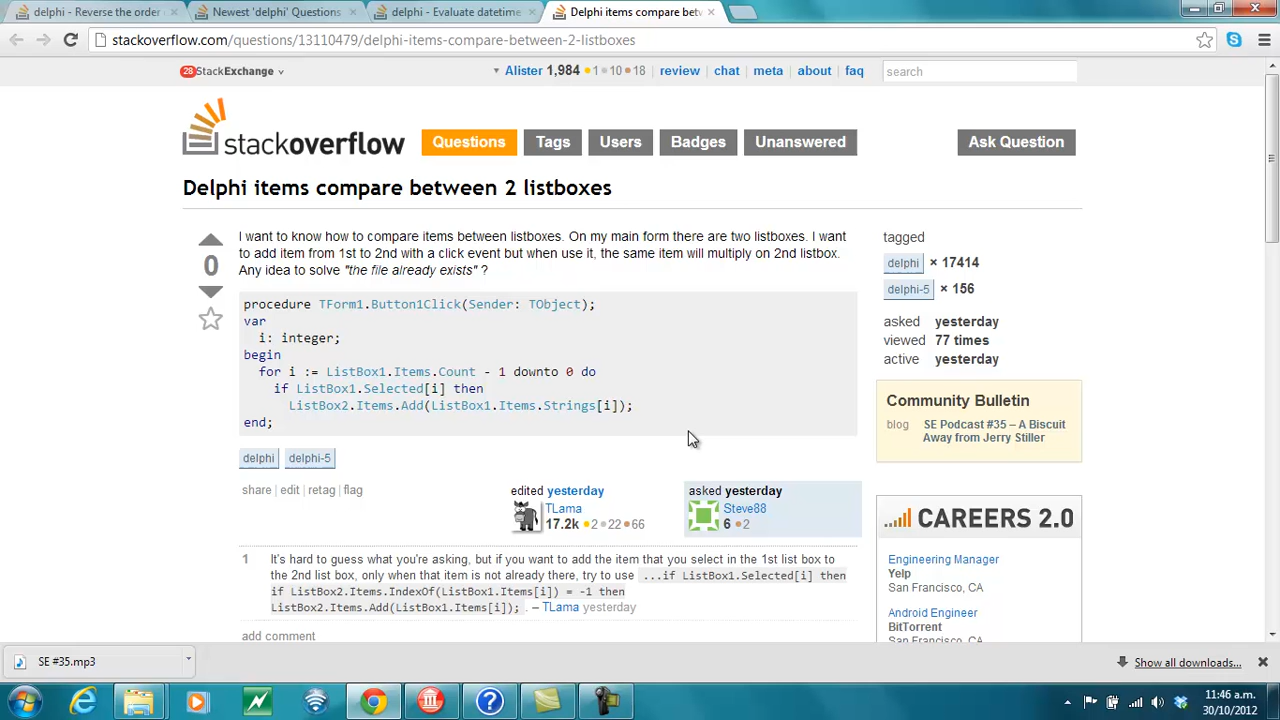 delphi - Reverse the order
Newest 'delphi' Questions
delphi - Evaluate datetime
Delphi items compare betw
stackoverflow.com/questions/13110479/delphi-items-compare-between-2-listboxes
28 StackExchange
Alister 1,984 1 10 18 review chat meta about faq search
stackoverflow
Questions Tags Users Badges Unanswered Ask Question
Delphi items compare between 2 listboxes
I want to know how to compare items between listboxes. On my main form there are two listboxes. I want
to add item from 1st to 2nd with a click event but when use it, the same item will multiply on 2nd listbox.
Any idea to solve "the file already exists" ?
0
procedure TForm1.Button1Click(Sender: TObject);
var
i: integer;
begin
for i := ListBox1.Items.Count - 1 downto 0 do
if ListBox1.Selected[i] then
ListBox2.Items.Add(ListBox1.Items.Strings[i]);
end;
delphi delphi-5
share | edit | retag | flag
edited yesterday
TLama
17.2k 2 22 66
asked yesterday
Steve88
6 2
1 It's hard to guess what you're asking, but if you want to add the item that you select in the 1st list box to
the 2nd list box, only when that item is not already there, try to use ...if ListBox1.Selected[i] then
if ListBox2.Items.IndexOf(ListBox1.Items[i]) = -1 then
ListBox2.Items.Add(ListBox1.Items[i]); . – TLama yesterday
add comment
tagged
delphi × 17414
delphi-5 × 156
asked yesterday
viewed 77 times
active yesterday
Community Bulletin
blog SE Podcast #35 – A Biscuit
Away from Jerry Stiller
CAREERS 2.0
Engineering Manager
Yelp
San Francisco, CA
Android Engineer
BitTorrent
San Francisco, CA
SE #35.mp3
Show all downloads...
11:46 a.m.
30/10/2012